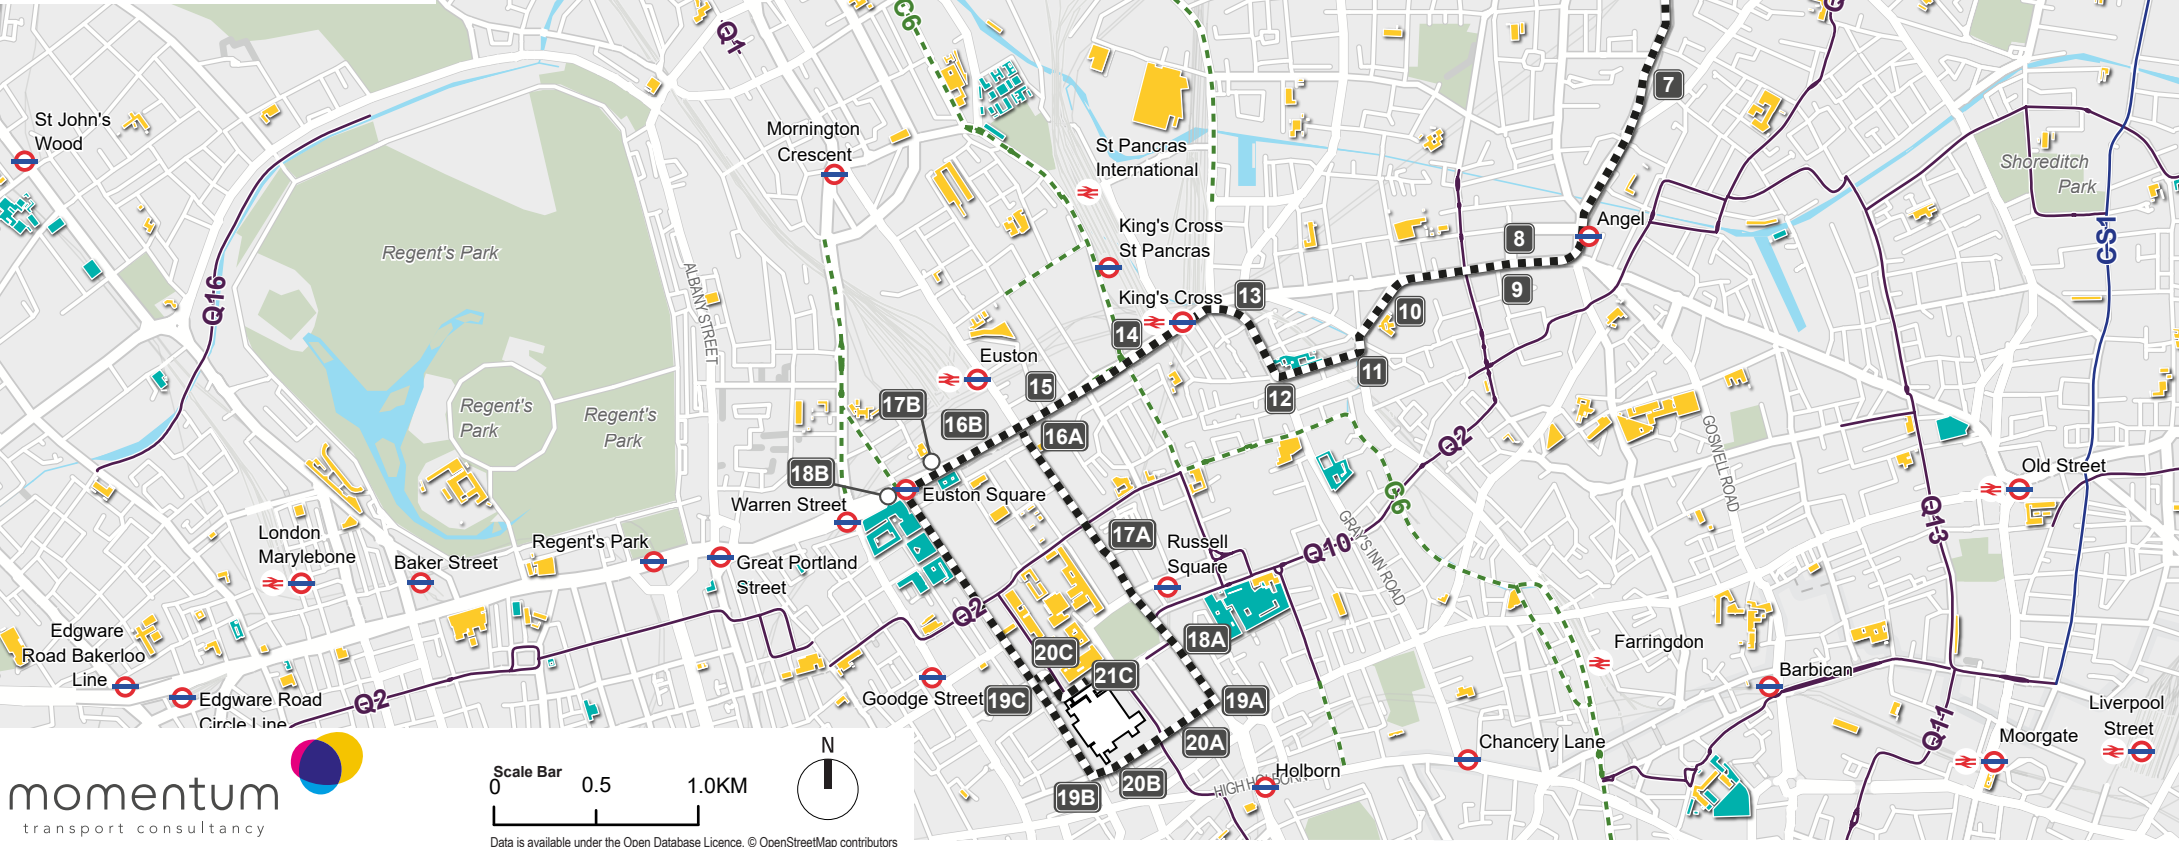 C6
Q1
Q
7
St John's
Wood
Mornington
Crescent
St Pancras
International
Shoreditch
Park
Angel
King's Cross
St Pancras
8
CS1
Regent's Park
ALBANY STREET
Q16
9
King's Cross
13
10
14
Euston
11
15
12
Regent's
Park
Regent's
Park
17B
16B
16A
GOSWELL ROAD
Q2
18B
Old Street
Euston Square
Warren Street
C6
GRAY'S INN ROAD
Q13
London
Marylebone
Regent's Park
17A
Russell
Square
Q10
Baker Street
Great Portland
Street
Q2
Edgware
Road Bakerloo
Line
18A
Farringdon
20C
Barbican
21C
Edgware Road
Circle Line
Q2
Goodge Street
19C
19A
Liverpool
Street
Q11
Moorgate
20A
Chancery Lane
Holborn
HIGH HOLBORN
20B
19B
momentum
transport consultancy
Scale Bar
0
0.5
1.0KM
N
Data is available under the Open Database Licence. © OpenStreetMap contributors